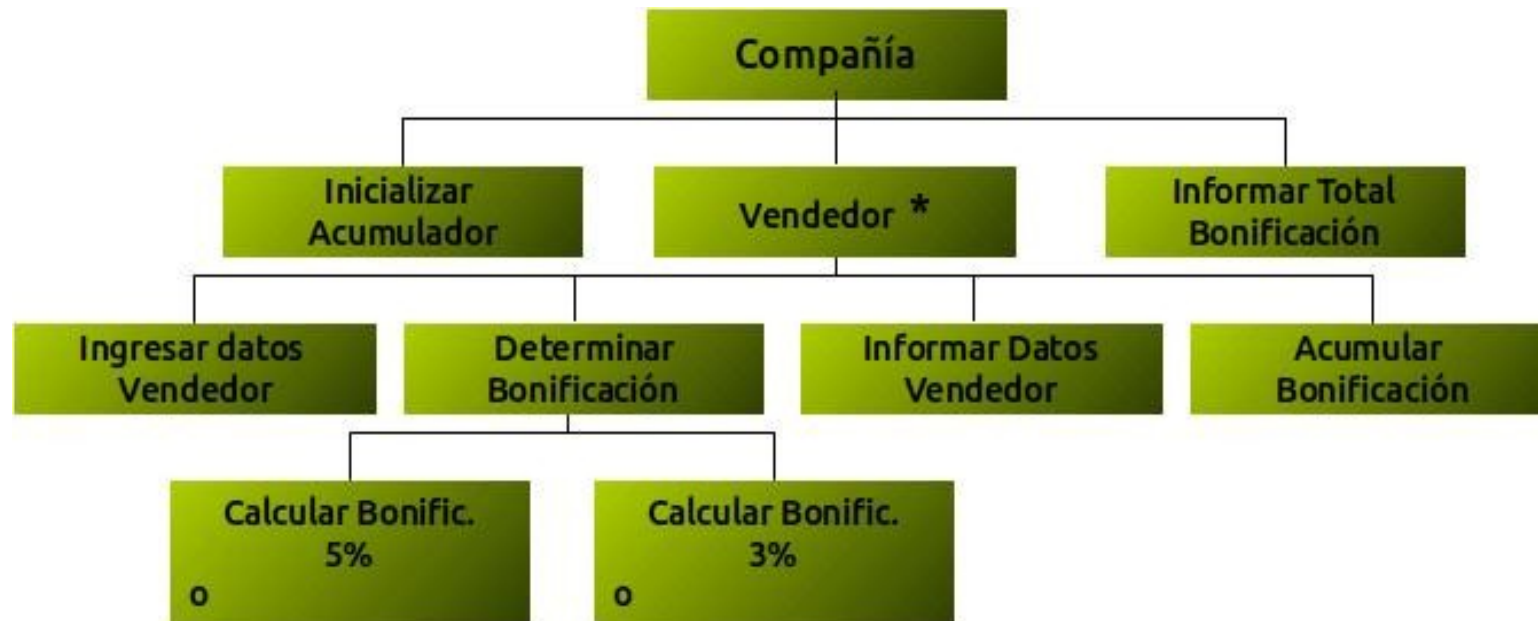 Compañía
Inicializar
Acumulador
Vendedor *
Informar Total
Bonificación
Ingresar datos
Vendedor
Determinar
Bonificación
Informar Datos
Vendedor
Acumular
Bonificación
Calcular Bonific.
5%
o
Calcular Bonific.
3%
o